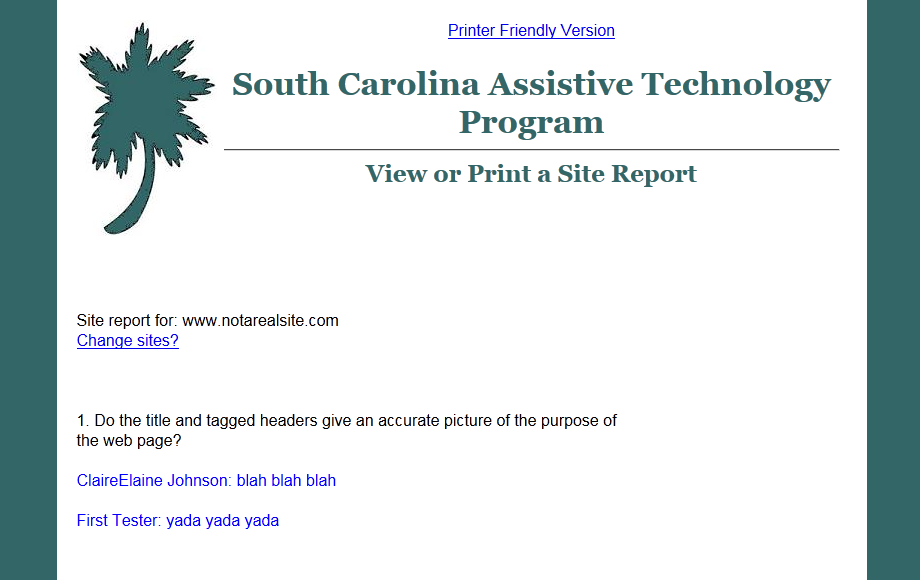 Printer Friendly Version
South Carolina Assistive Technology
Program
View or Print a Site Report
Site report for: www.notarealsite.com
Change sites?
1. Do the title and tagged headers give an accurate picture of the purpose of
the web page?
ClaireElaine Johnson: blah blah blah
First Tester: yada yada yada